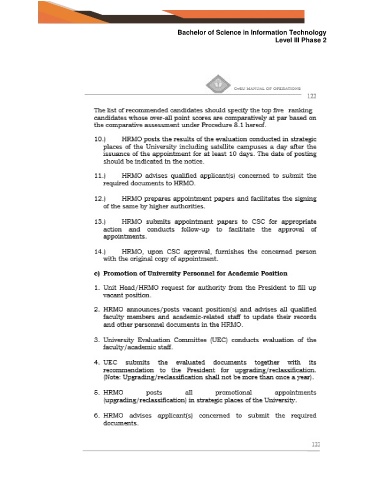 Bachelor of Science in Information Technology
Level III Phase 2
CvSU MANUAL OF OPERATIONS
122
The list of recommended candidates should specify the top five ranking
candidates whose over-all point scores are comparatively at par based on
the comparative assessment under Procedure 8.1 hereof.
10.) HRMO posts the results of the evaluation conducted in strategic
places of the University including satellite campuses a day after the
issuance of the appointment for at least 10 days. The date of posting
should be indicated in the notice.
11.) HRMO advises qualified applicant(s) concerned to submit the
required documents to HRMO.
12.) HRMO prepares appointment papers and facilitates the signing
of the same by higher authorities.
13.) HRMO submits appointment papers to CSC for appropriate
action and conducts follow-up to facilitate the approval of
appointments.
14.) HRMO, upon CSC approval, furnishes the concerned person
with the original copy of appointment.
c) Promotion of University Personnel for Academic Position
1. Unit Head/HRMO request for authority from the President to fill up
vacant position.
2. HRMO announces/posts vacant position(s) and advises all qualified
faculty members and academic-related staff to update their records
and other personnel documents in the HRMO.
3. University Evaluation Committee (UEC) conducts evaluation of the
faculty/academic staff.
4. UEC submits the evaluated documents together with its
recommendation to the President for upgrading/reclassification.
(Note: Upgrading/reclassification shall not be more than once a year).
5. HRMO posts all promotional appointments
(upgrading/reclassification) in strategic places of the University.
6. HRMO advises applicant(s) concerned to submit the required
documents.
122